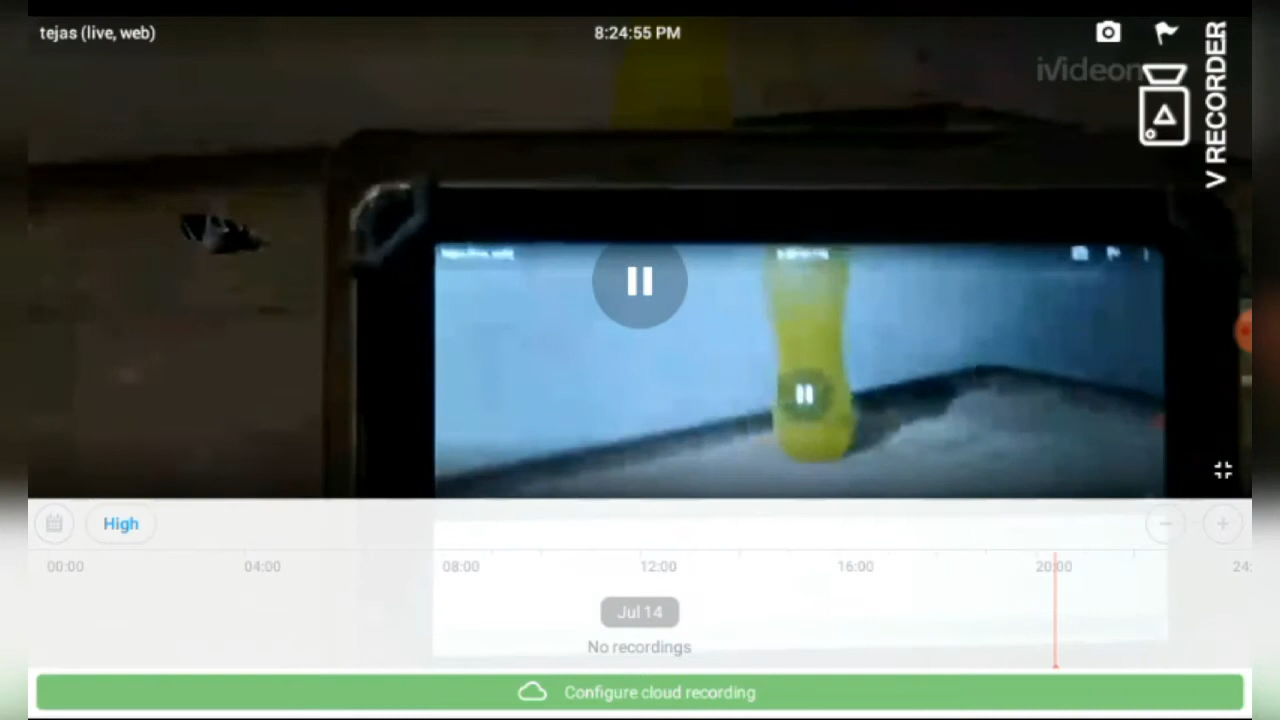 tejas (live, web)
8:24:55 PM
iVideon
V RECORDER
High
00:00
04:00
08:00
12:00
16:00
20:00
24:
Jul 14
No recordings
Configure cloud recording